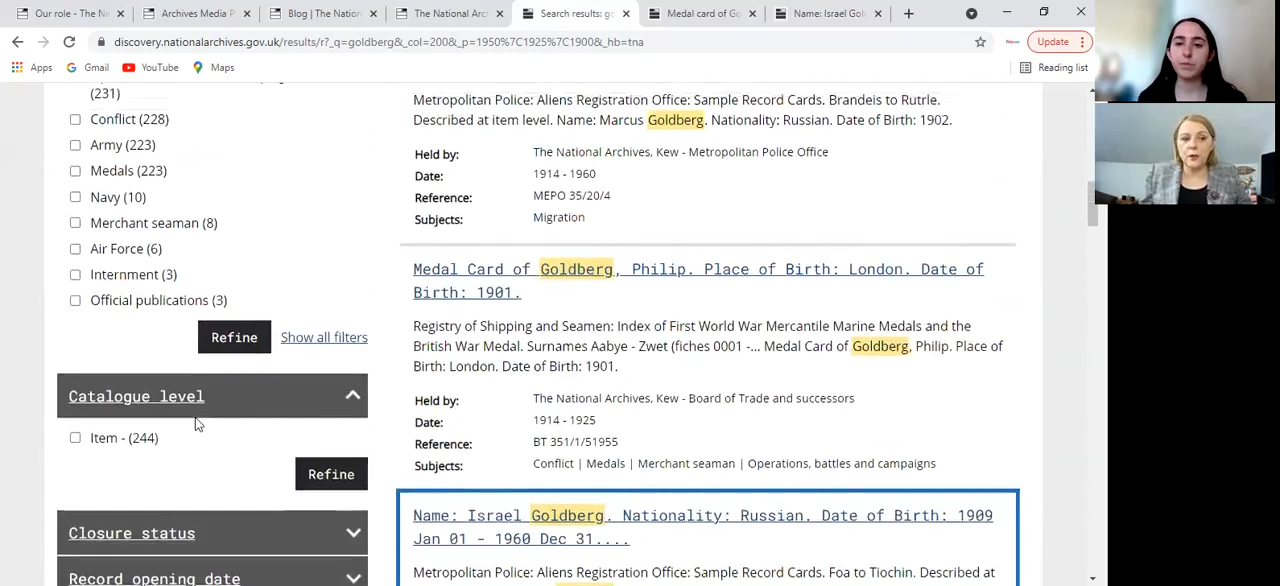 Our role - The Na
Archives Media P
Blog | The Nation
The National Arc
Search results: go
Medal card of Go
Name: Israel Gol
discovery.nationalarchives.gov.uk/results/r?_q=goldberg&_col=200&_p=1950%7C1925%7C1900&_hb=tna
Update
Apps
Gmail
YouTube
Maps
Reading list
(231)
Conflict (228)
Army (223)
Medals (223)
Navy (10)
Merchant seaman (8)
Air Force (6)
Internment (3)
Official publications (3)
Refine
Show all filters
Catalogue level
Item - (244)
Refine
Closure status
Record opening date
Metropolitan Police: Aliens Registration Office: Sample Record Cards. Brandeis to Rutrle.
Described at item level. Name: Marcus Goldberg. Nationality: Russian. Date of Birth: 1902.
Held by: The National Archives, Kew - Metropolitan Police Office
Date: 1914 - 1960
Reference: MEPO 35/20/4
Subjects: Migration
Medal Card of Goldberg, Philip. Place of Birth: London. Date of
Birth: 1901.
Registry of Shipping and Seamen: Index of First World War Mercantile Marine Medals and the
British War Medal. Surnames Aabye - Zwet (fiches 0001 -... Medal Card of Goldberg, Philip. Place of
Birth: London. Date of Birth: 1901.
Held by: The National Archives, Kew - Board of Trade and successors
Date: 1914 - 1925
Reference: BT 351/1/51955
Subjects: Conflict | Medals | Merchant seaman | Operations, battles and campaigns
Name: Israel Goldberg. Nationality: Russian. Date of Birth: 1909
Jan 01 - 1960 Dec 31....
Metropolitan Police: Aliens Registration Office: Sample Record Cards. Foa to Tiochin. Described at